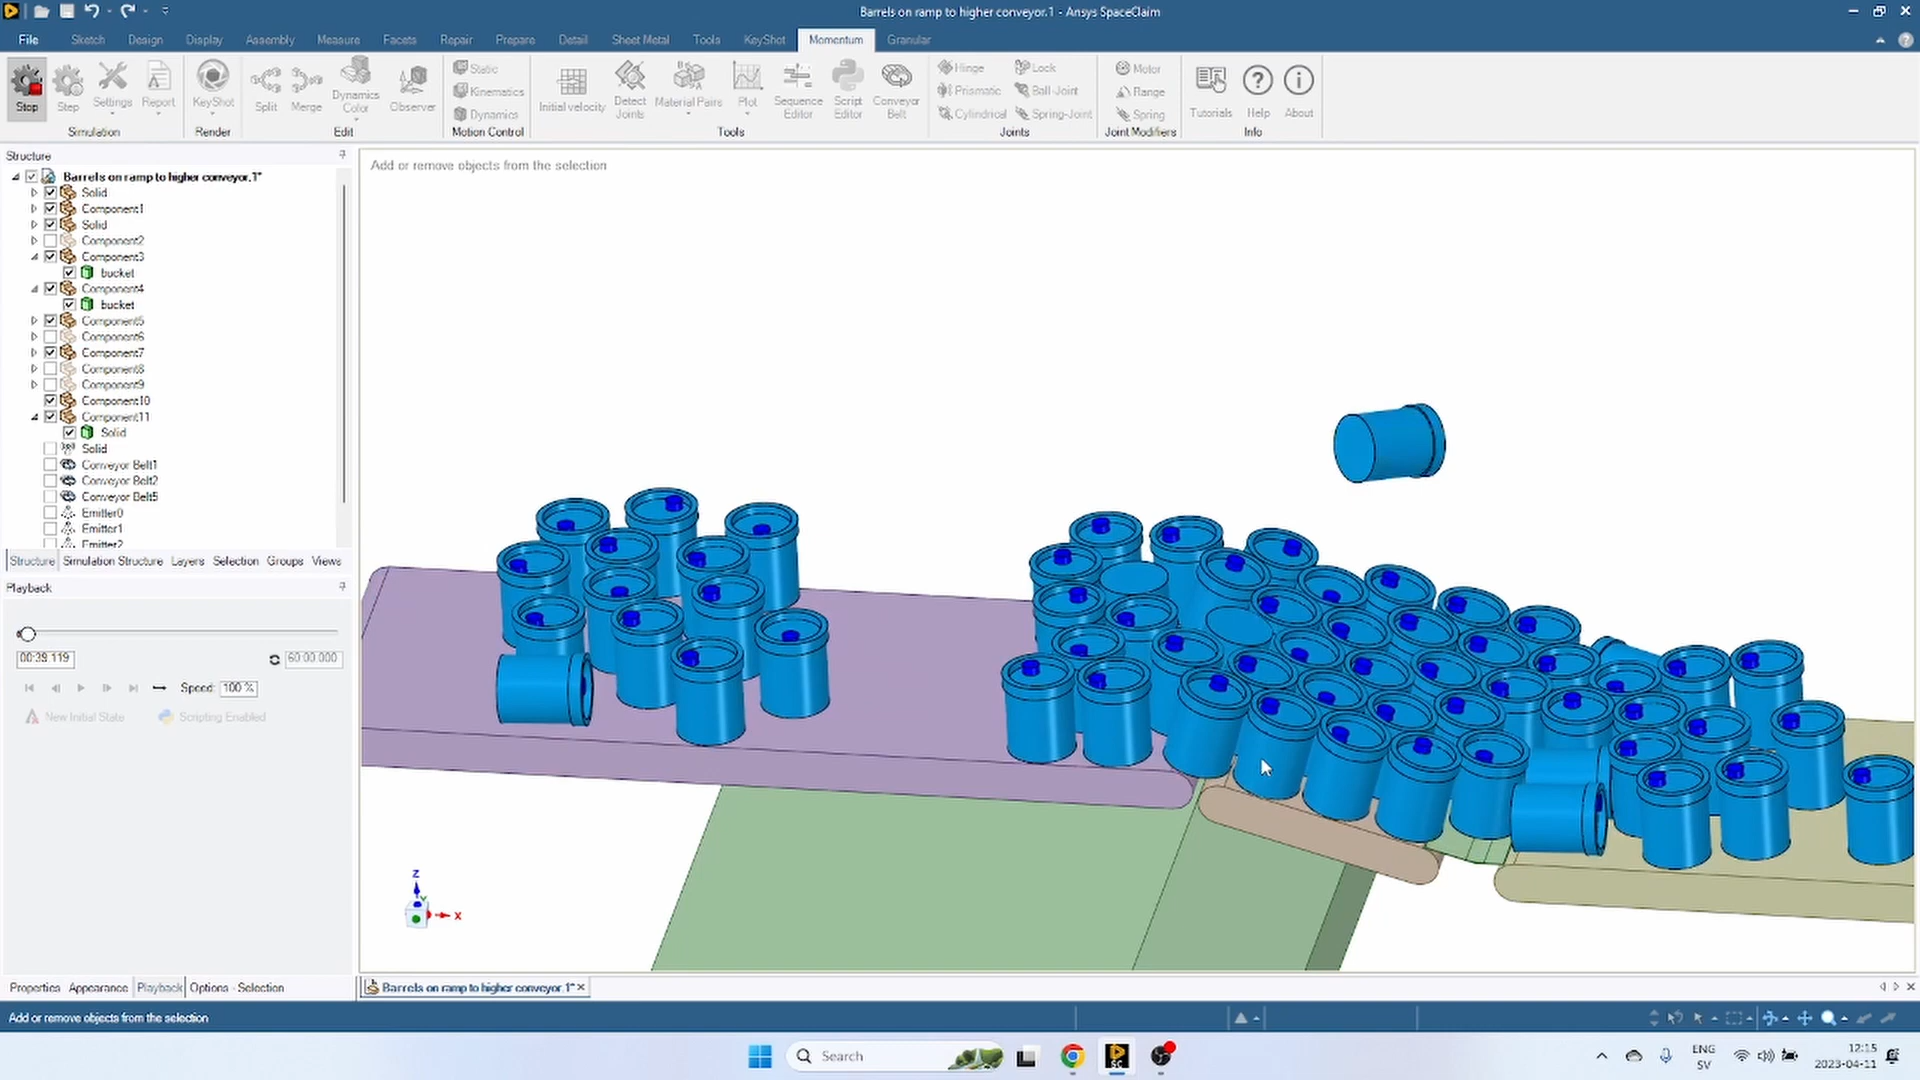 Barrels on ramp to higher conveyor.1 - Ansys SpaceClaim
File Sketch Design Display Assembly Measure Facets Repair Prepare Detail Sheet Metal Tools KeyShot Momentum Granular
Stop Step Settings Report
Simulation
KeyShot
Render
Split Merge Dynamics Color Observer
Edit
Static
Kinematics
Dynamics
Motion Control
Initial velocity Detect Joints Material Pairs Plot Sequence Editor Script Editor Conveyor Belt
Tools
Hinge Lock
Prismatic Ball-Joint
Cylindrical Spring-Joint
Joints
Motor
Range
Spring
Joint Modifiers
Tutorials Help About
Info
Structure
Add or remove objects from the selection
Barrels on ramp to higher conveyor.1*
Solid
Component1
Solid
Component2
Component3
bucket
Component4
bucket
Component5
Component6
Component7
Component8
Component9
Component10
Component11
Solid
Solid
Conveyor Belt1
Conveyor Belt2
Conveyor Belt5
Emitter0
Emitter1
Emitter2
Structure Simulation Structure Layers Selection Groups Views
Playback
00:39.119 60:00.000
Speed: 100 %
New Initial State Scripting Enabled
Z
Y
X
Properties Appearance Playback Options - Selection
Barrels on ramp to higher conveyor.1*
Add or remove objects from the selection
Search
SC
ENG
SV
12:15
2023-04-11